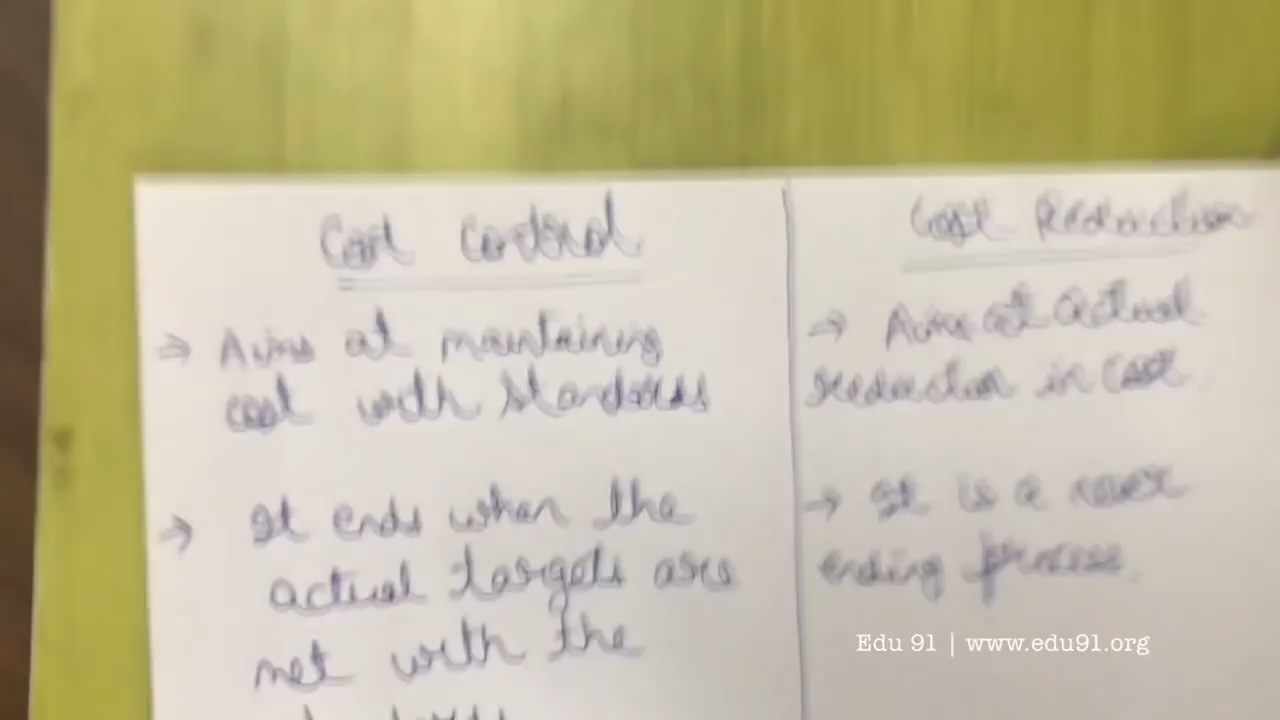 Cost control
⇒ Aims at maintaining
cost with standards
→ It ends when the
actual targets are
met with the
Cost Reduction
→ Aims at actual
reduction in cost.
→ It is a never
ending process.
Edu 91 | www.edu91.org